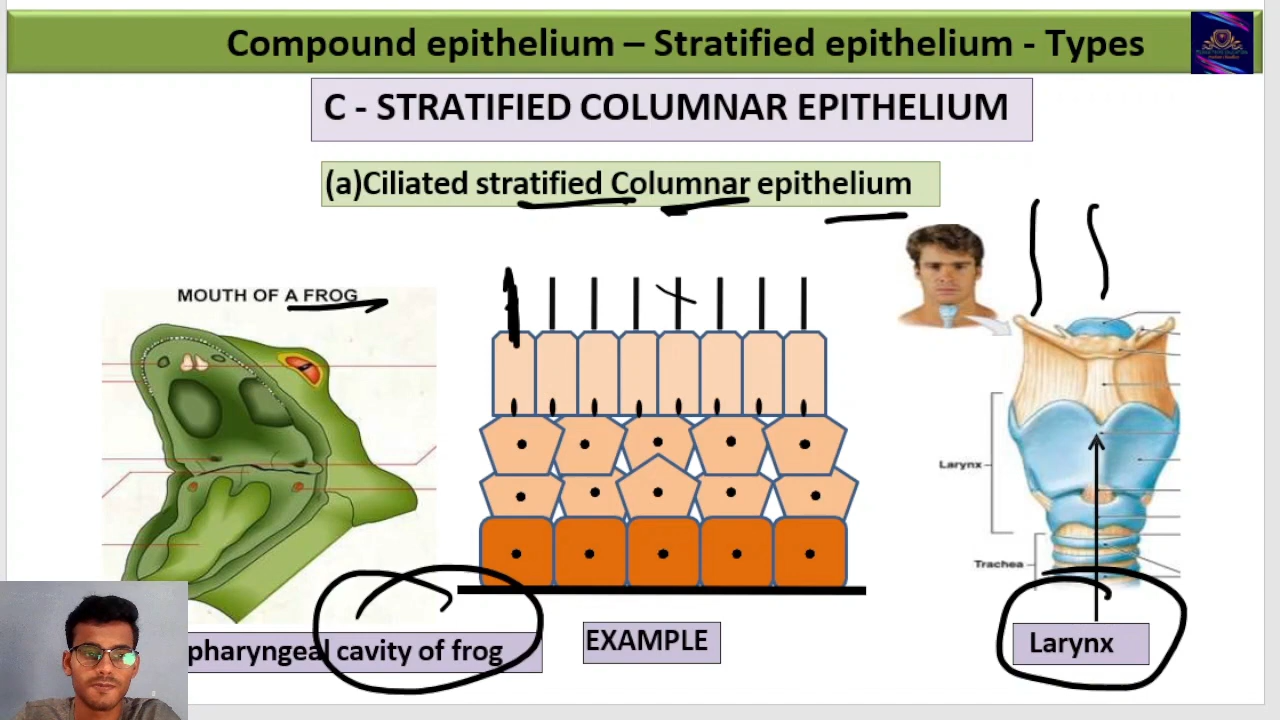 Compound epithelium – Stratified epithelium - Types
C - STRATIFIED COLUMNAR EPITHELIUM
(a)Ciliated stratified Columnar epithelium
MOUTH OF A FROG
Larynx
Trachea
pharyngeal cavity of frog
EXAMPLE
Larynx